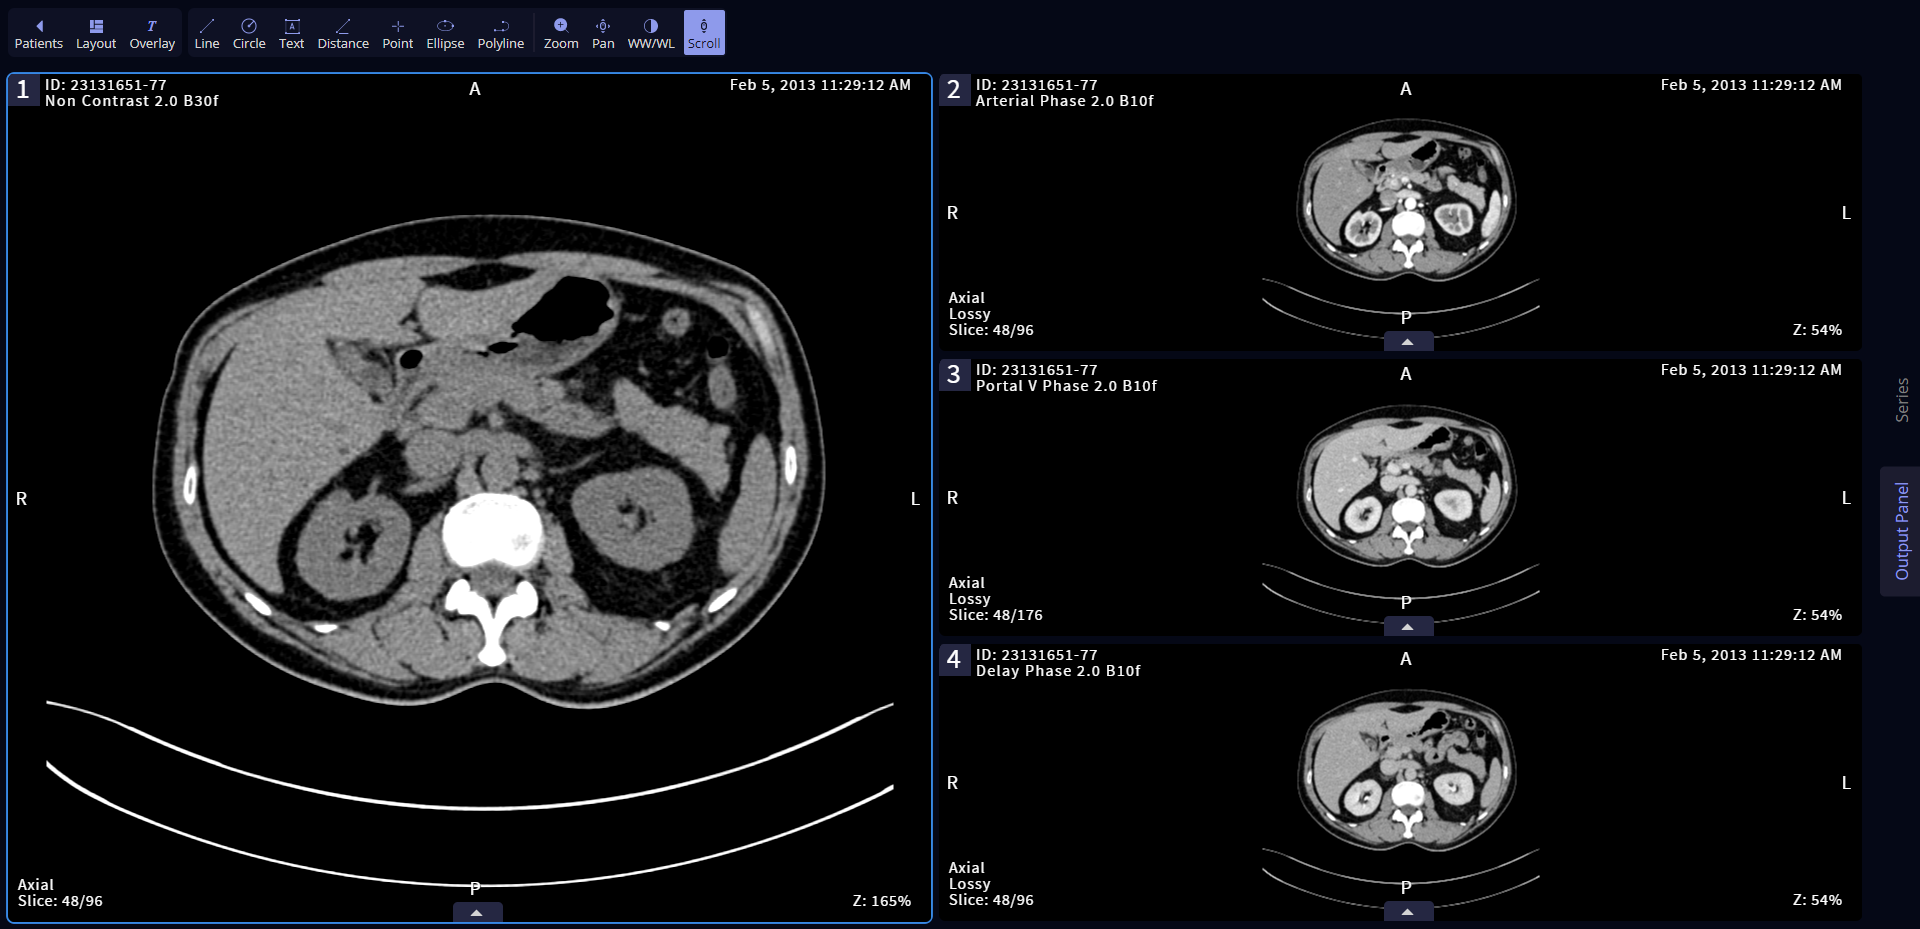 Patients Layout Overlay Line Circle Text Distance Point Ellipse Polyline Zoom Pan WW/WL Scroll
1
ID: 23131651-77
Non Contrast 2.0 B30f
A
Feb 5, 2013 11:29:12 AM
R
L
Axial
Slice: 48/96
P
Z: 165%
2
ID: 23131651-77
Arterial Phase 2.0 B10f
A
Feb 5, 2013 11:29:12 AM
R
L
Axial
Lossy
Slice: 48/96
P
Z: 54%
3
ID: 23131651-77
Portal V Phase 2.0 B10f
A
Feb 5, 2013 11:29:12 AM
R
L
Axial
Lossy
Slice: 48/176
P
Z: 54%
4
ID: 23131651-77
Delay Phase 2.0 B10f
A
Feb 5, 2013 11:29:12 AM
R
L
Axial
Lossy
Slice: 48/96
P
Z: 54%
Series
Output Panel